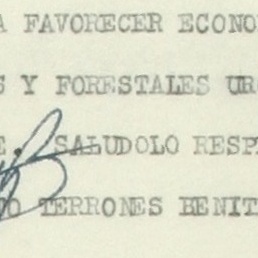 A FAVORECER ECONO
S Y FORESTALES UR
E SALUDOLO RESP
O TERRONES BENIT